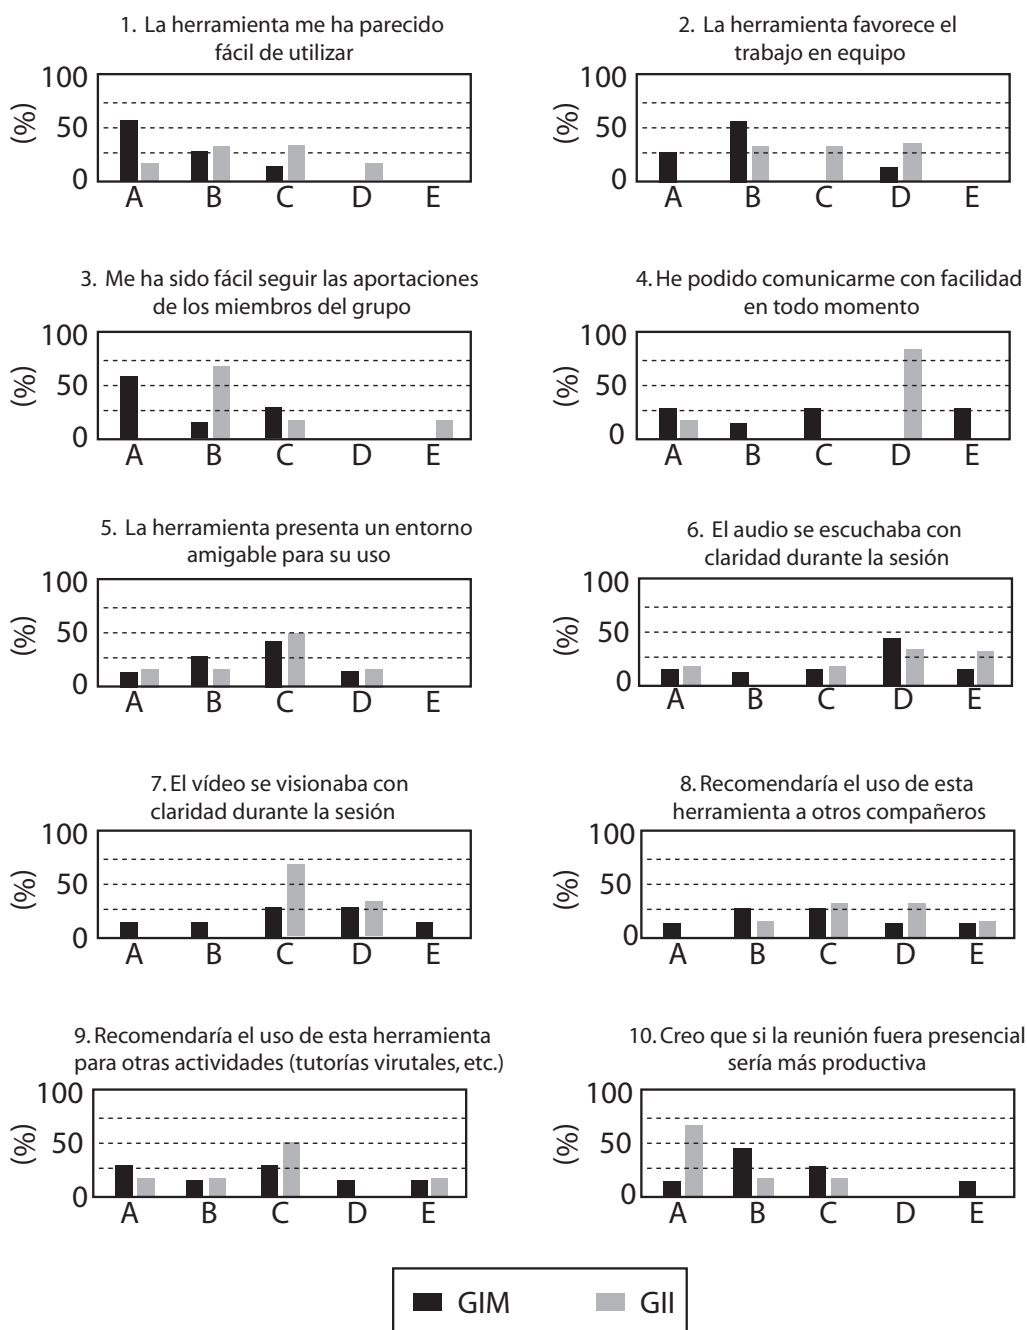 1. La herramienta me ha parecido
fácil de utilizar
100
50
0
(%)
A B C D E
2. La herramienta favorece el
trabajo en equipo
100
50
0
(%)
A B C D E
3. Me ha sido fácil seguir las aportaciones
de los miembros del grupo
100
50
0
(%)
A B C D E
4. He podido comunicarme con facilidad
en todo momento
100
50
0
(%)
A B C D E
5. La herramienta presenta un entorno
amigable para su uso
100
50
0
(%)
A B C D E
6. El audio se escuchaba con
claridad durante la sesión
100
50
0
(%)
A B C D E
7. El vídeo se visionaba con
claridad durante la sesión
100
50
0
(%)
A B C D E
8. Recomendaría el uso de esta
herramienta a otros compañeros
100
50
0
(%)
A B C D E
9. Recomendaría el uso de esta herramienta
para otras actividades (tutorías virutales, etc.)
100
50
0
(%)
A B C D E
10. Creo que si la reunión fuera presencial
sería más productiva
100
50
0
(%)
A B C D E
GIM GII